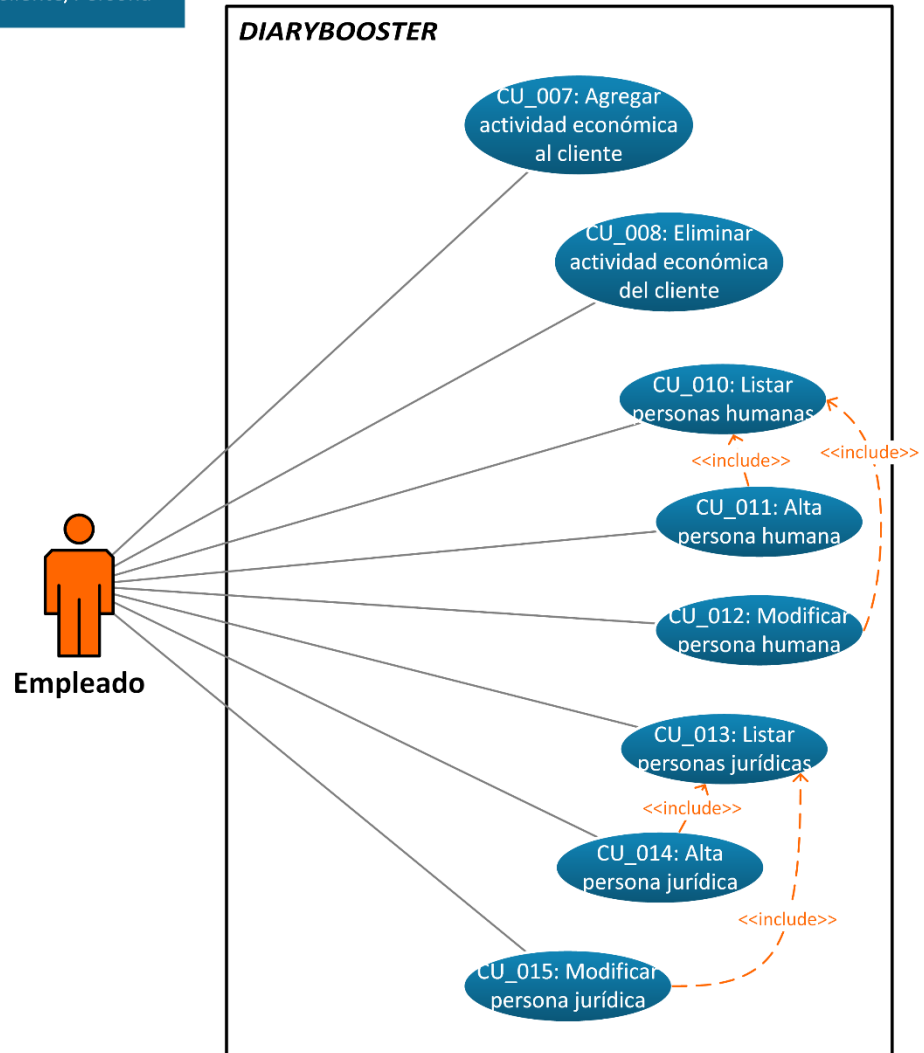 Persona
DIARYBOOSTER
CU_007: Agregar
actividad económica
al cliente
CU_008: Eliminar
actividad económica
del cliente
CU_010: Listar
personas humanas
<<include>>
<<include>>
CU_011: Alta
persona humana
CU_012: Modificar
persona humana
Empleado
CU_013: Listar
personas jurídicas
<<include>>
CU_014: Alta
persona jurídica
<<include>>
CU_015: Modificar
persona jurídica